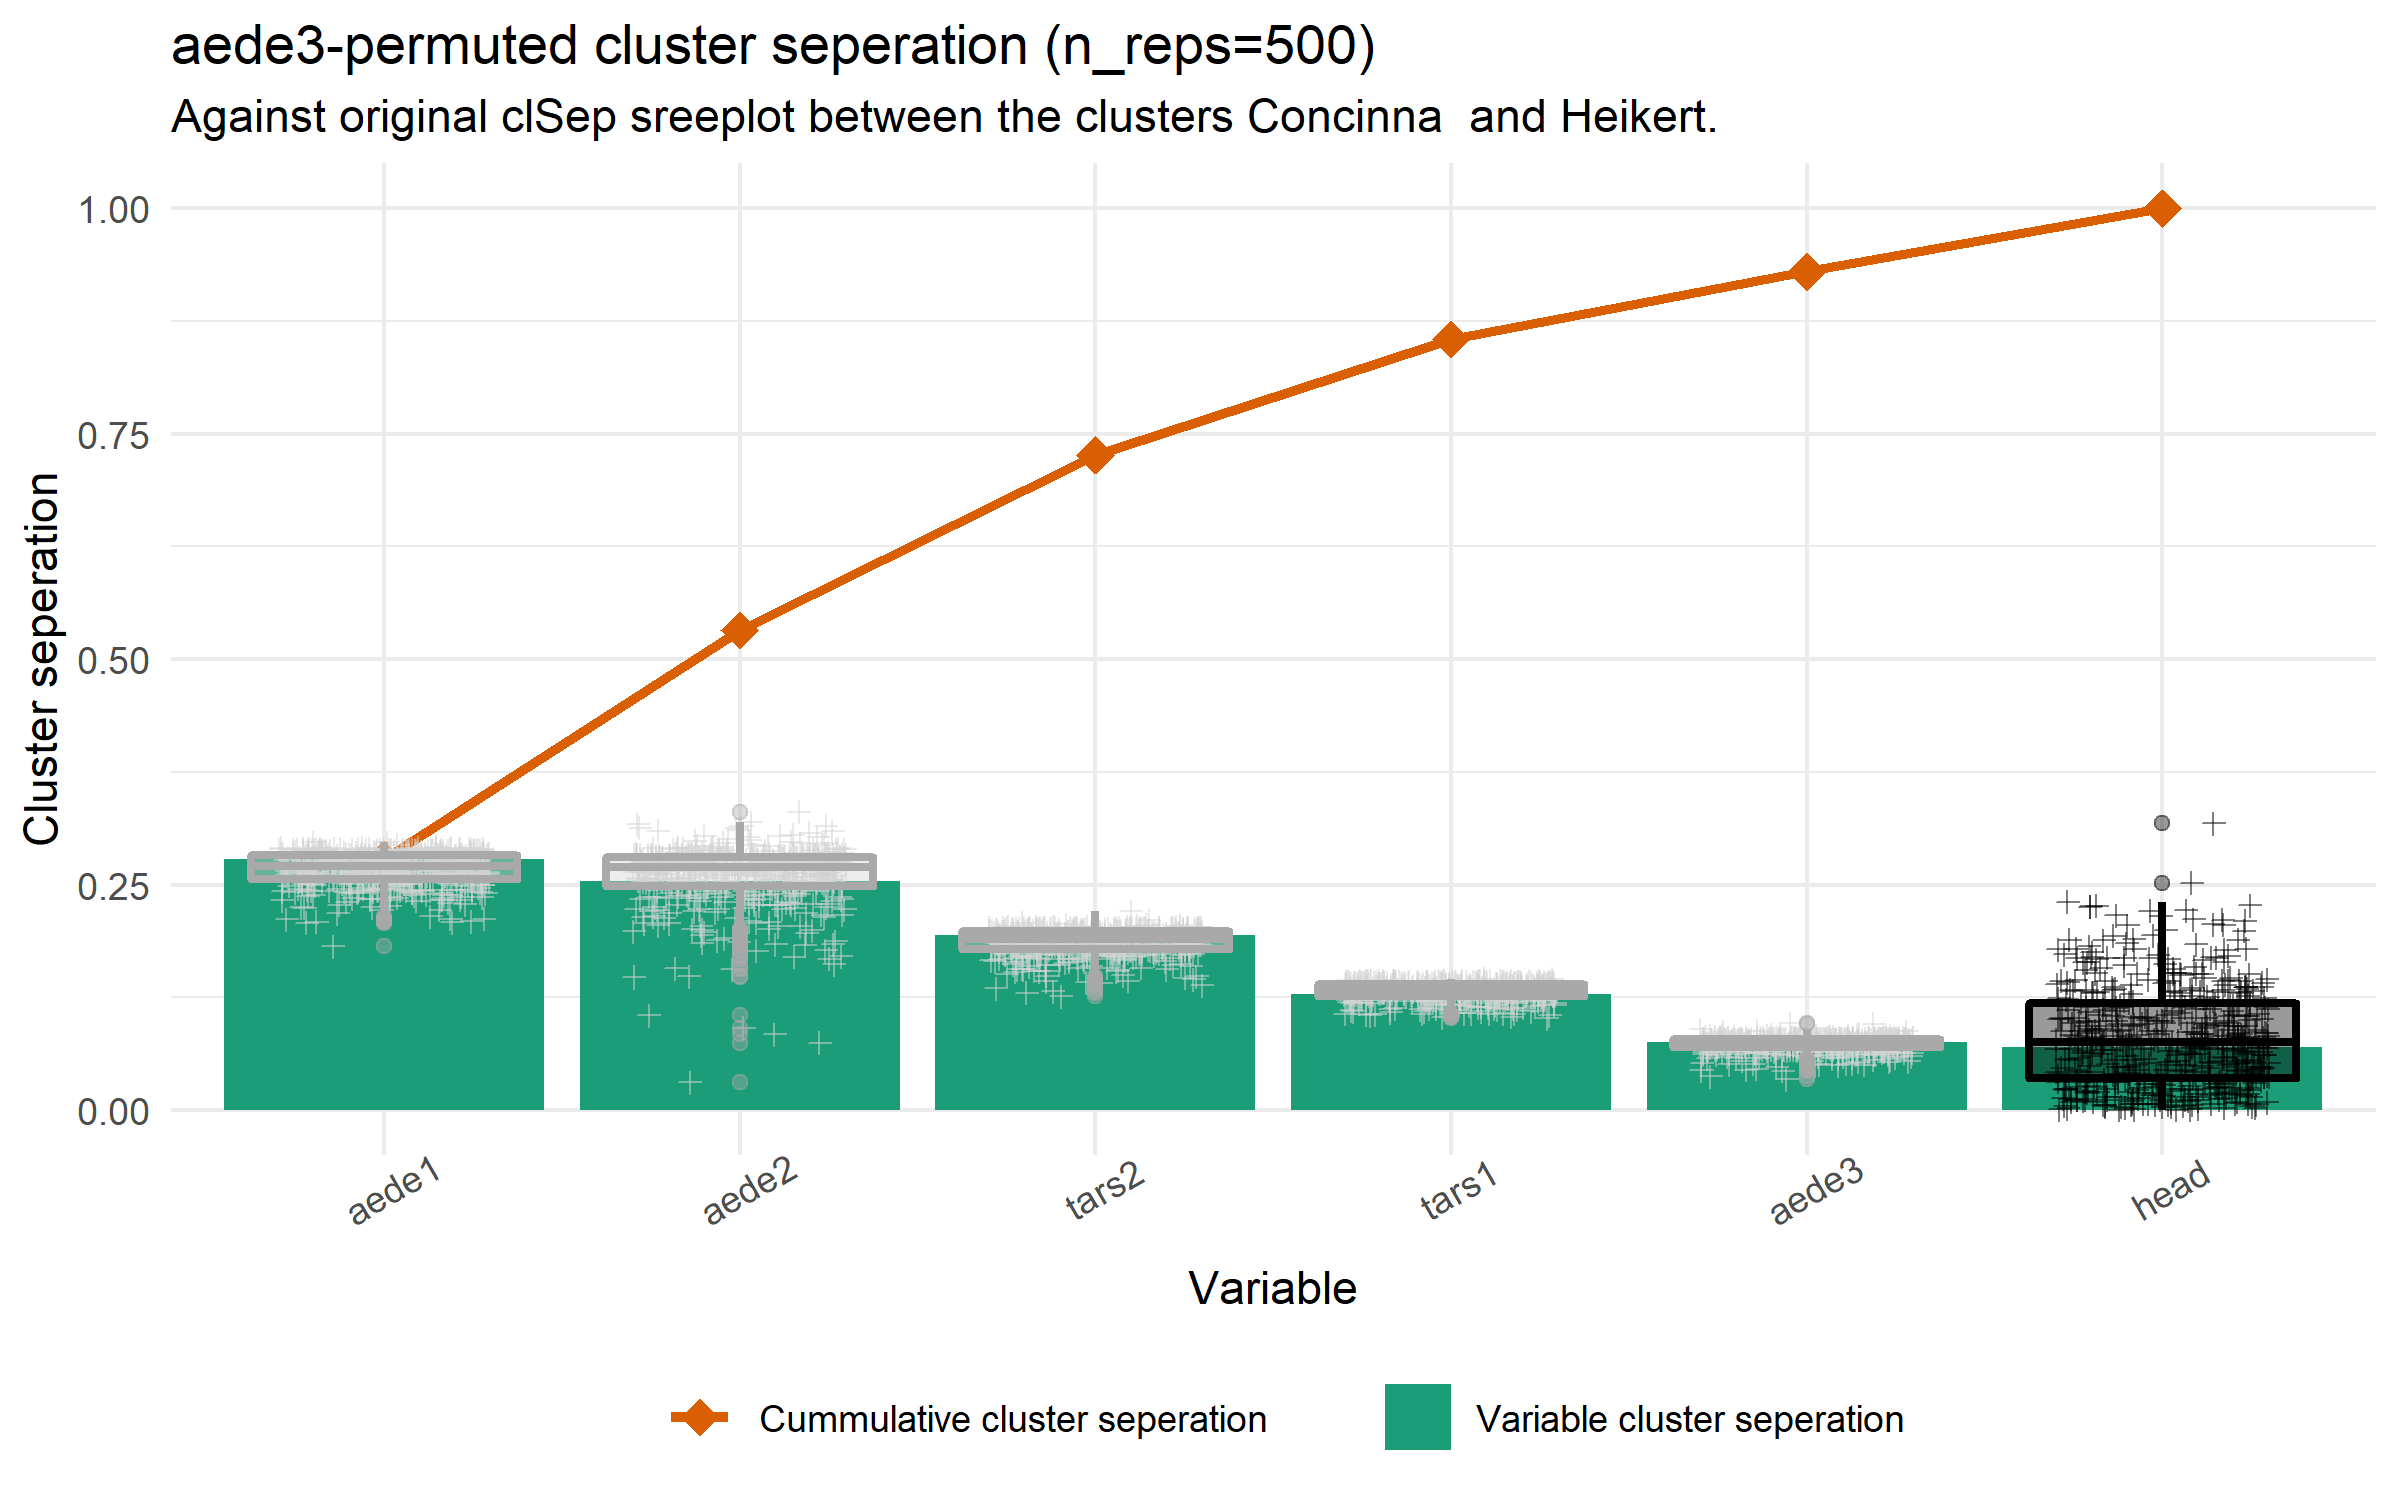 aede3-permuted cluster seperation (n_reps=500)
Against original clSep sreeplot between the clusters Concinna  and Heikert.
Cluster seperation
1.00
0.75
0.50
0.25
0.00
aede1
aede2
tars2
tars1
aede3
head
Variable
Cummulative cluster seperation
Variable cluster seperation